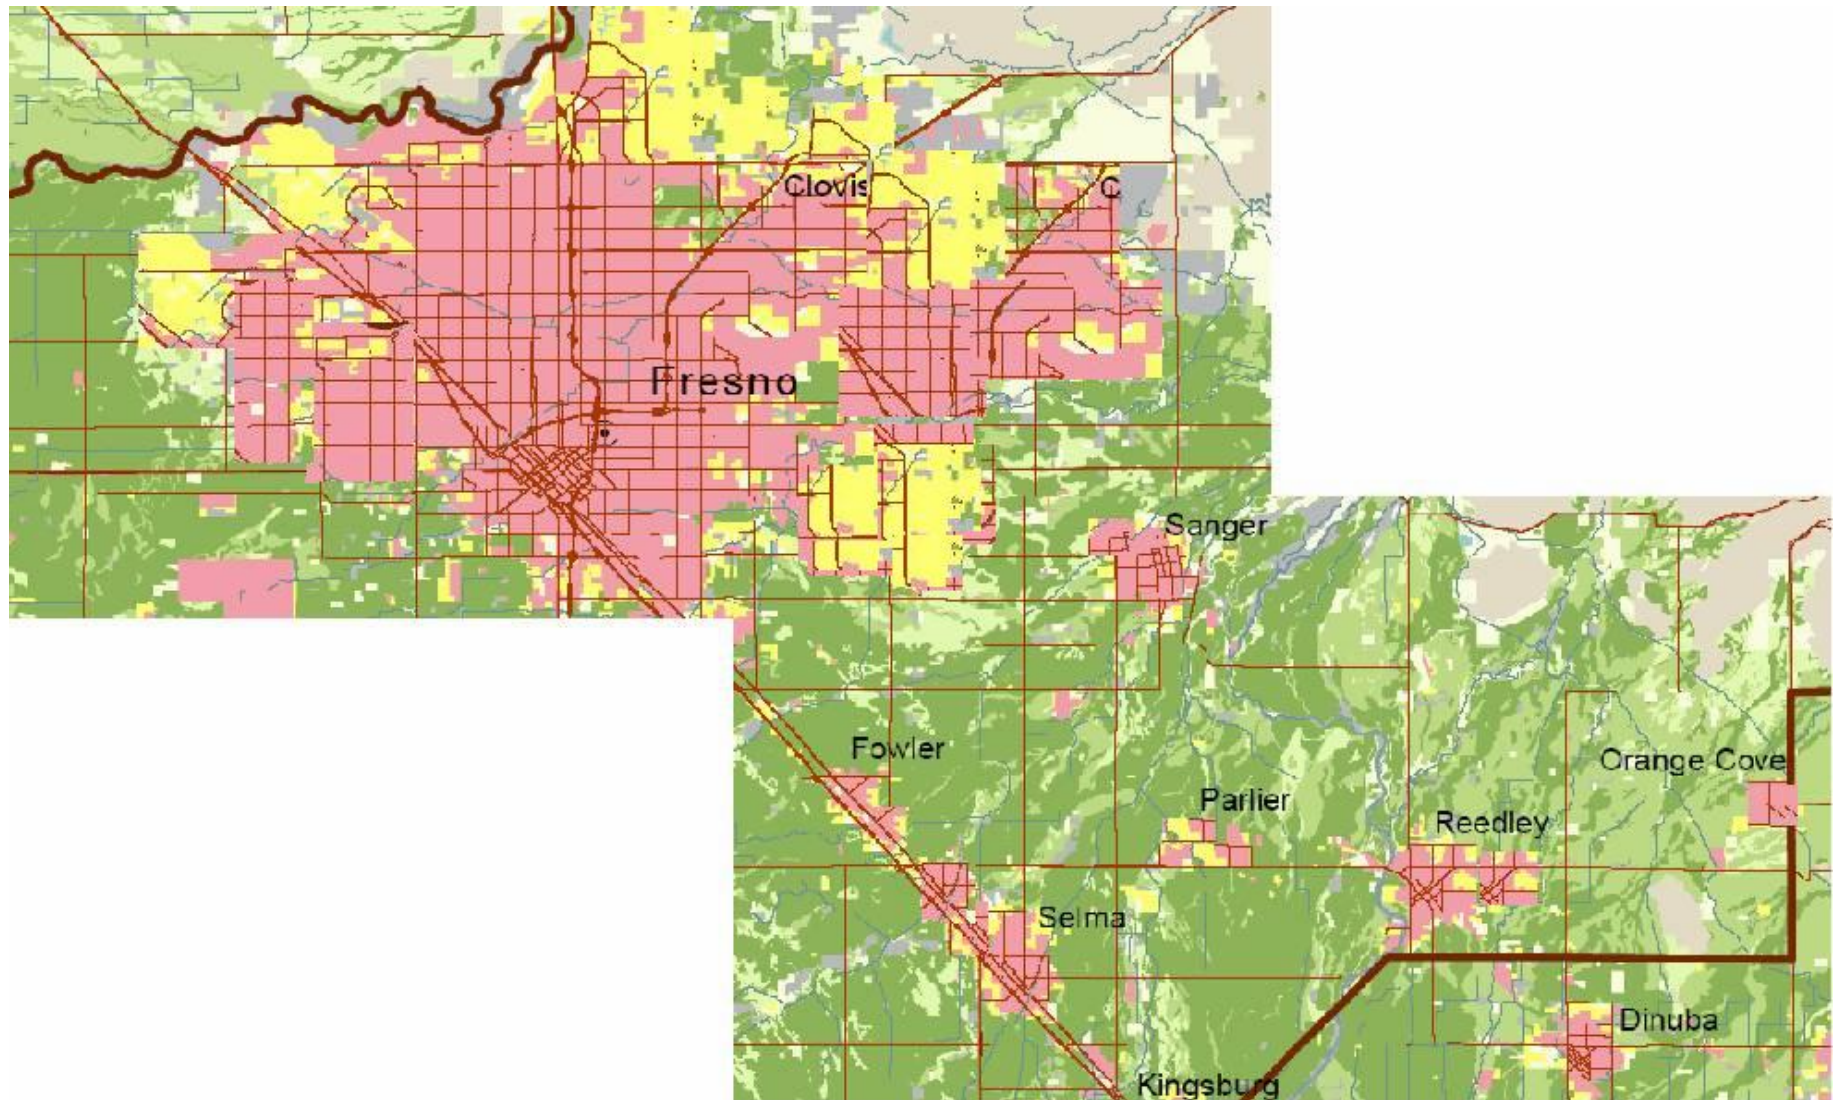 Clovis
C
Fresno
Sanger
Fowler
Orange Cove
Parlier
Reedley
Selma
Dinuba
Kingsburg